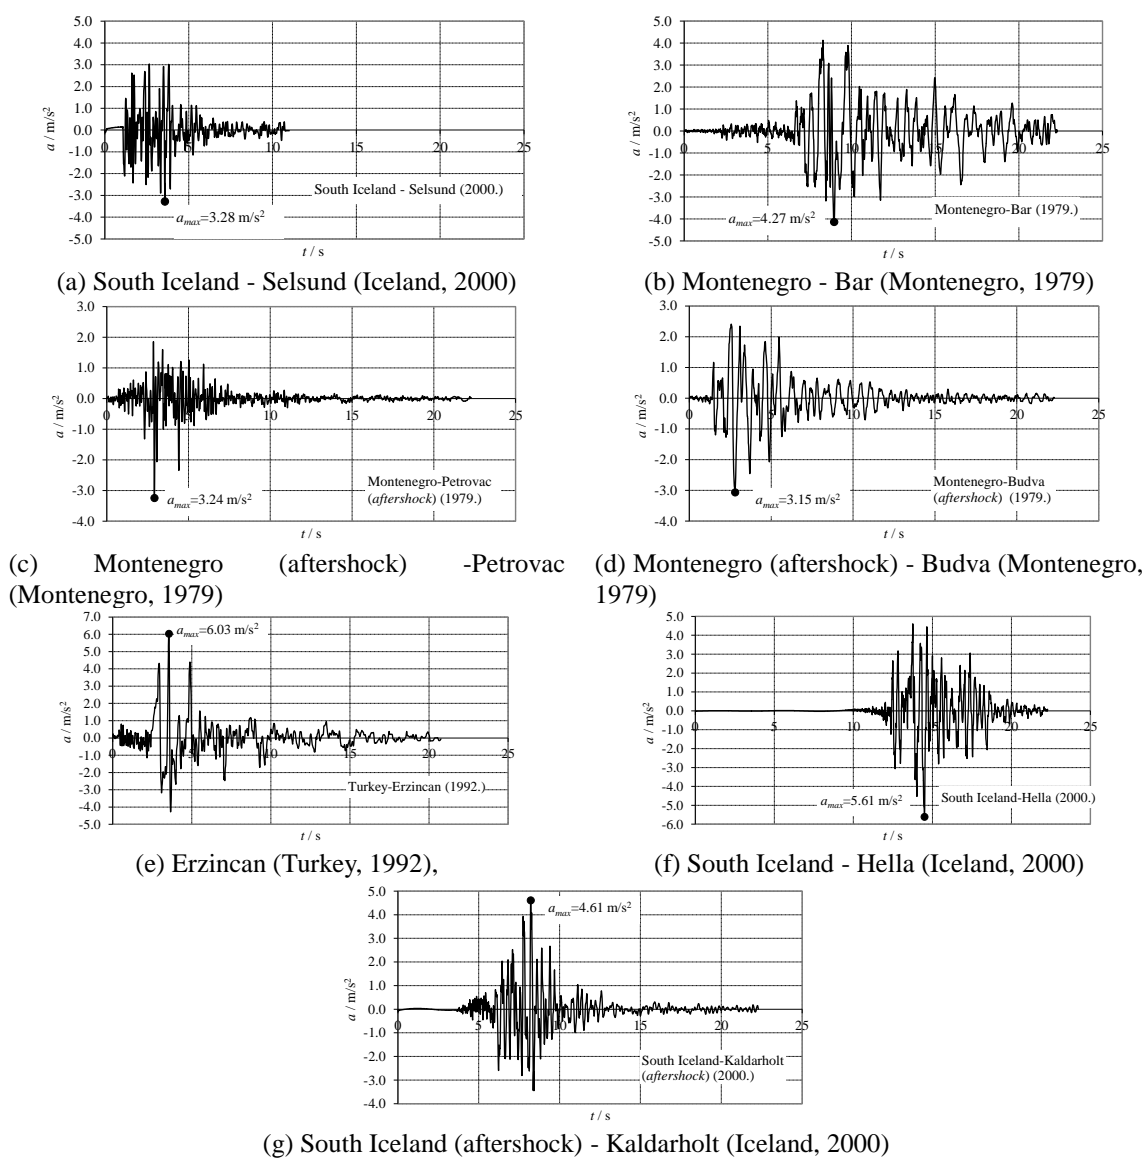 5.0
4.0
3.0
2.0
1.0
0.0
-1.0
-2.0
-3.0
-4.0
-5.0
0 5 10 15 20 25
a / m/s²
t / s
South Iceland - Selsund (2000.)
amax=3.28 m/s²
(a) South Iceland - Selsund (Iceland, 2000)
5.0
4.0
3.0
2.0
1.0
0.0
-1.0
-2.0
-3.0
-4.0
-5.0
0 5 10 15 20 25
a / m/s²
t / s
Montenegro-Bar (1979.)
amax=4.27 m/s²
(b) Montenegro - Bar (Montenegro, 1979)
3.0
2.0
1.0
0.0
-1.0
-2.0
-3.0
-4.0
0 5 10 15 20 25
a / m/s²
t / s
Montenegro-Petrovac
(aftershock) (1979.)
amax=3.24 m/s²
(c) Montenegro (aftershock) -Petrovac
(Montenegro, 1979)
3.0
2.0
1.0
0.0
-1.0
-2.0
-3.0
-4.0
0 5 10 15 20 25
a / m/s²
t / s
Montenegro-Budva
(aftershock) (1979.)
amax=3.15 m/s²
(d) Montenegro (aftershock) - Budva (Montenegro,
1979)
7.0
6.0
5.0
4.0
3.0
2.0
1.0
0.0
-1.0
-2.0
-3.0
-4.0
-5.0
0 5 10 15 20 25
a / m/s²
t / s
amax=6.03 m/s²
Turkey-Erzincan (1992.)
(e) Erzincan (Turkey, 1992),
5.0
4.0
3.0
2.0
1.0
0.0
-1.0
-2.0
-3.0
-4.0
-5.0
-6.0
0 5 10 15 20 25
a / m/s²
t / s
amax=5.61 m/s²
South Iceland-Hella (2000.)
(f) South Iceland - Hella (Iceland, 2000)
5.0
4.0
3.0
2.0
1.0
0.0
-1.0
-2.0
-3.0
-4.0
0 5 10 15 20 25
a / m/s²
t / s
amax=4.61 m/s²
South Iceland-Kaldarholt
(aftershock) (2000.)
(g) South Iceland (aftershock) - Kaldarholt (Iceland, 2000)